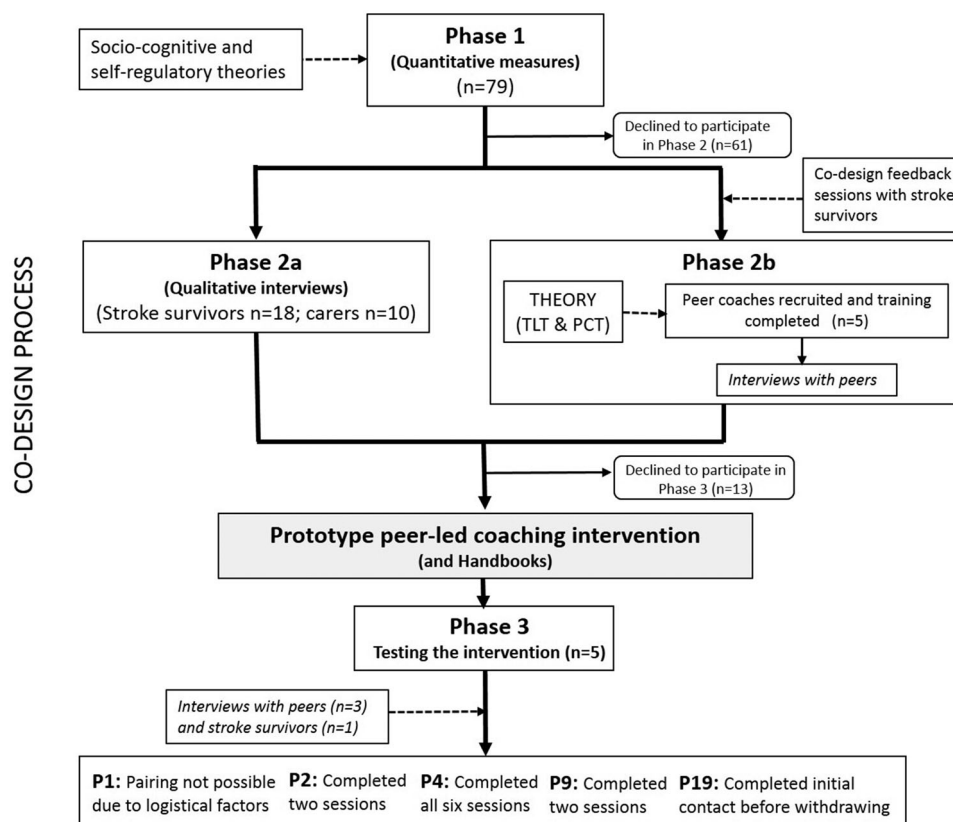 Phase 1
(Quantitative measures)
(n=79)
Socio-cognitive and
self-regulatory theories
Declined to participate
in Phase 2 (n=61)
Co-design feedback
sessions with stroke
survivors
CO-DESIGN PROCESS
Phase 2a
(Qualitative interviews)
(Stroke survivors n=18; carers n=10)
Phase 2b
THEORY
(TLT & PCT)
Peer coaches recruited and training
completed (n=5)
Interviews with peers
Declined to participate in
Phase 3 (n=13)
Prototype peer-led coaching intervention
(and Handbooks)
Phase 3
Testing the intervention (n=5)
Interviews with peers (n=3)
and stroke survivors (n=1)
P1: Pairing not possible
due to logistical factors
P2: Completed
two sessions
P4: Completed
all six sessions
P9: Completed
two sessions
P19: Completed initial
contact before withdrawing